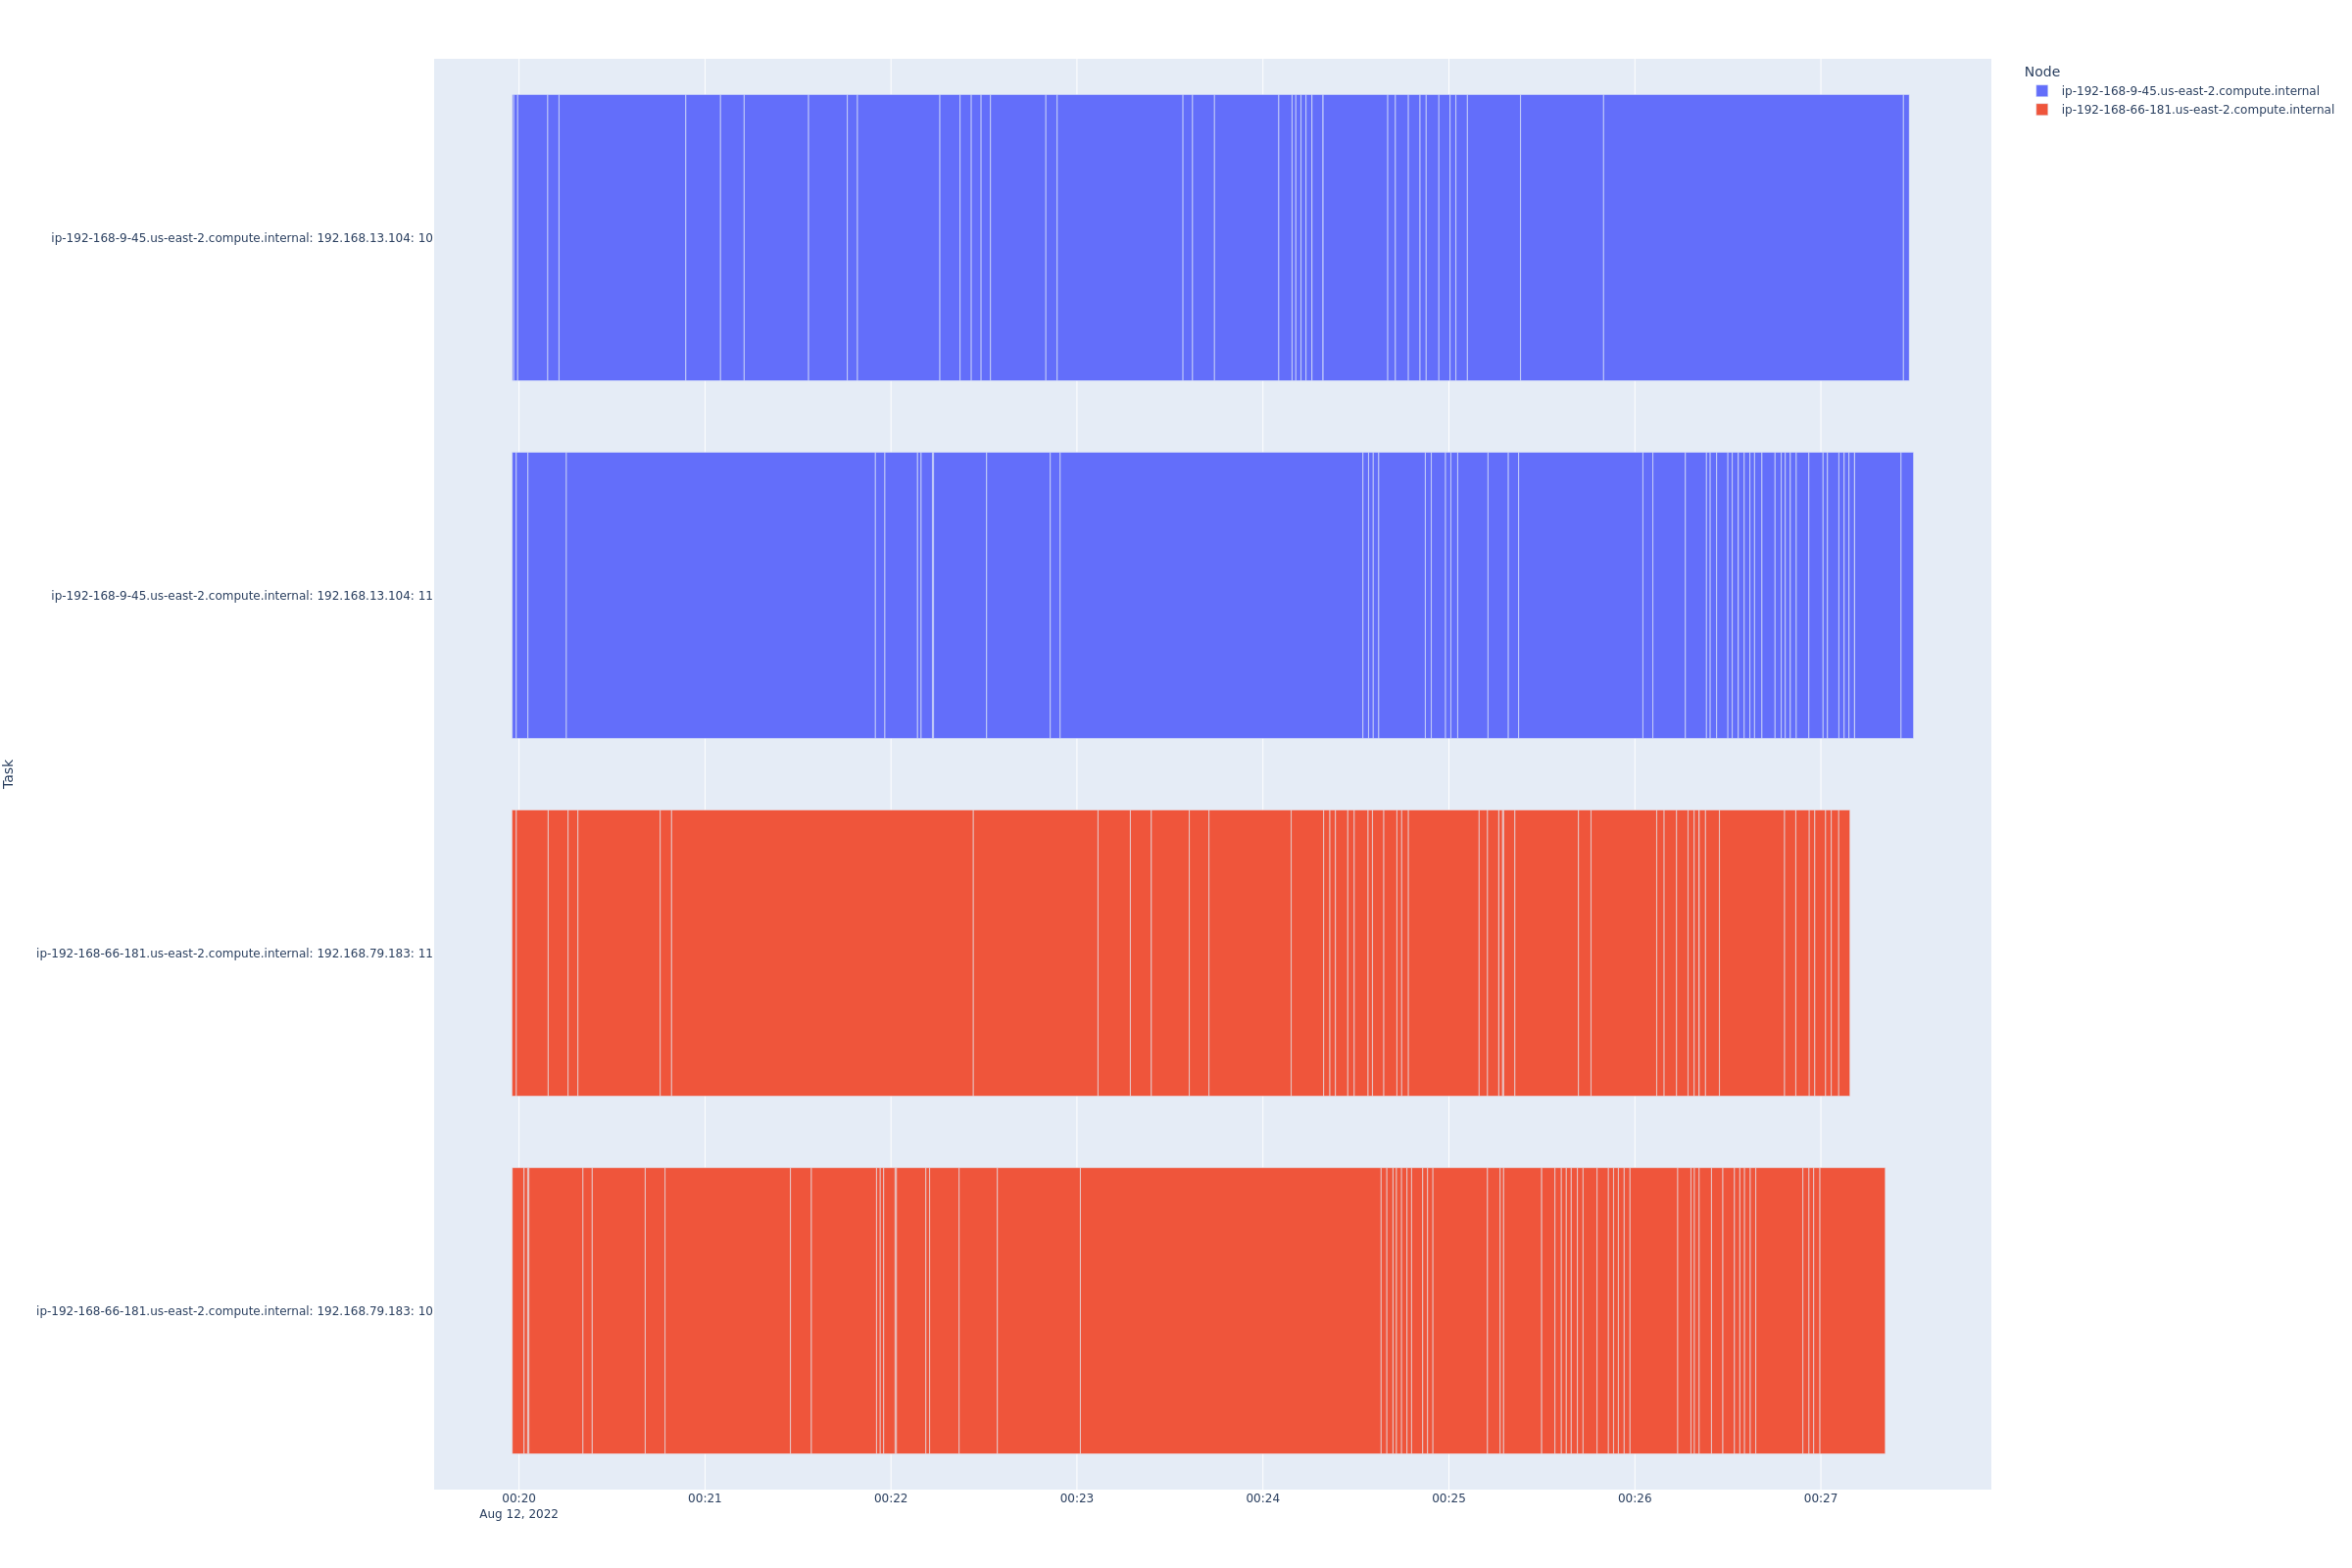 Node
ip-192-168-9-45.us-east-2.compute.internal
ip-192-168-66-181.us-east-2.compute.internal
ip-192-168-9-45.us-east-2.compute.internal: 192.168.13.104: 10
ip-192-168-9-45.us-east-2.compute.internal: 192.168.13.104: 11
Task
ip-192-168-66-181.us-east-2.compute.internal: 192.168.79.183: 11
ip-192-168-66-181.us-east-2.compute.internal: 192.168.79.183: 10
00:20 00:21 00:22 00:23 00:24 00:25 00:26 00:27
Aug 12, 2022